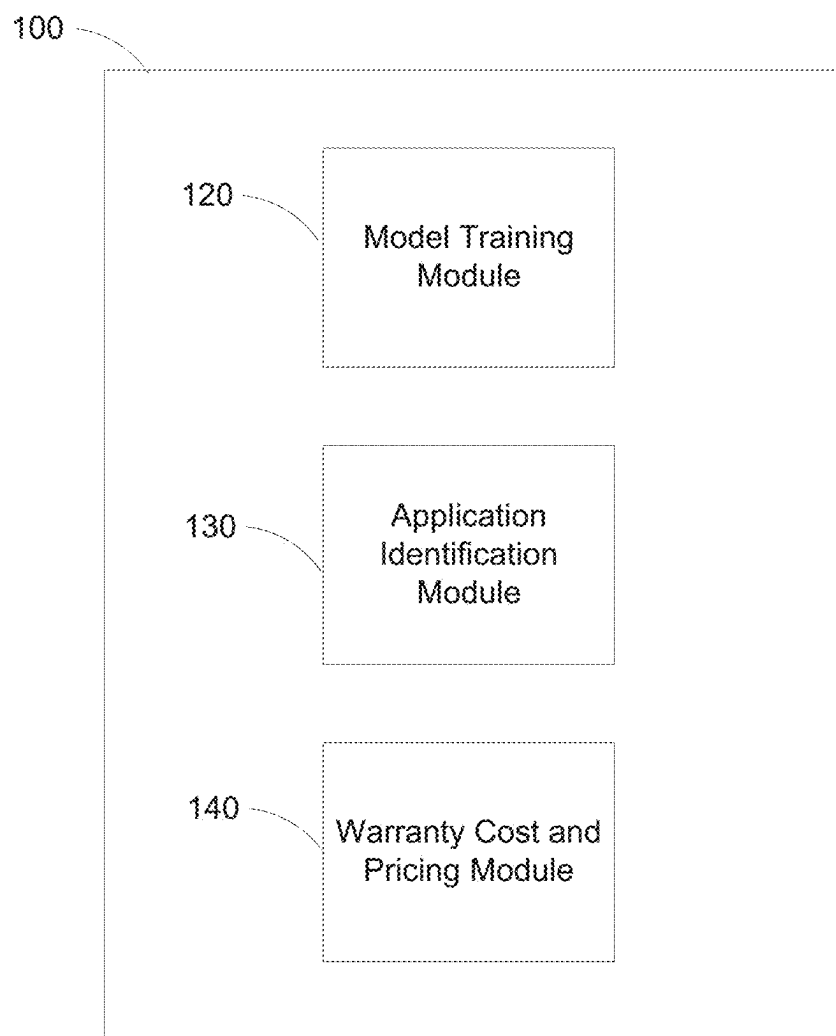 100
120
Model Training
Module
130
Application
Identification
Module
140
Warranty Cost and
Pricing Module